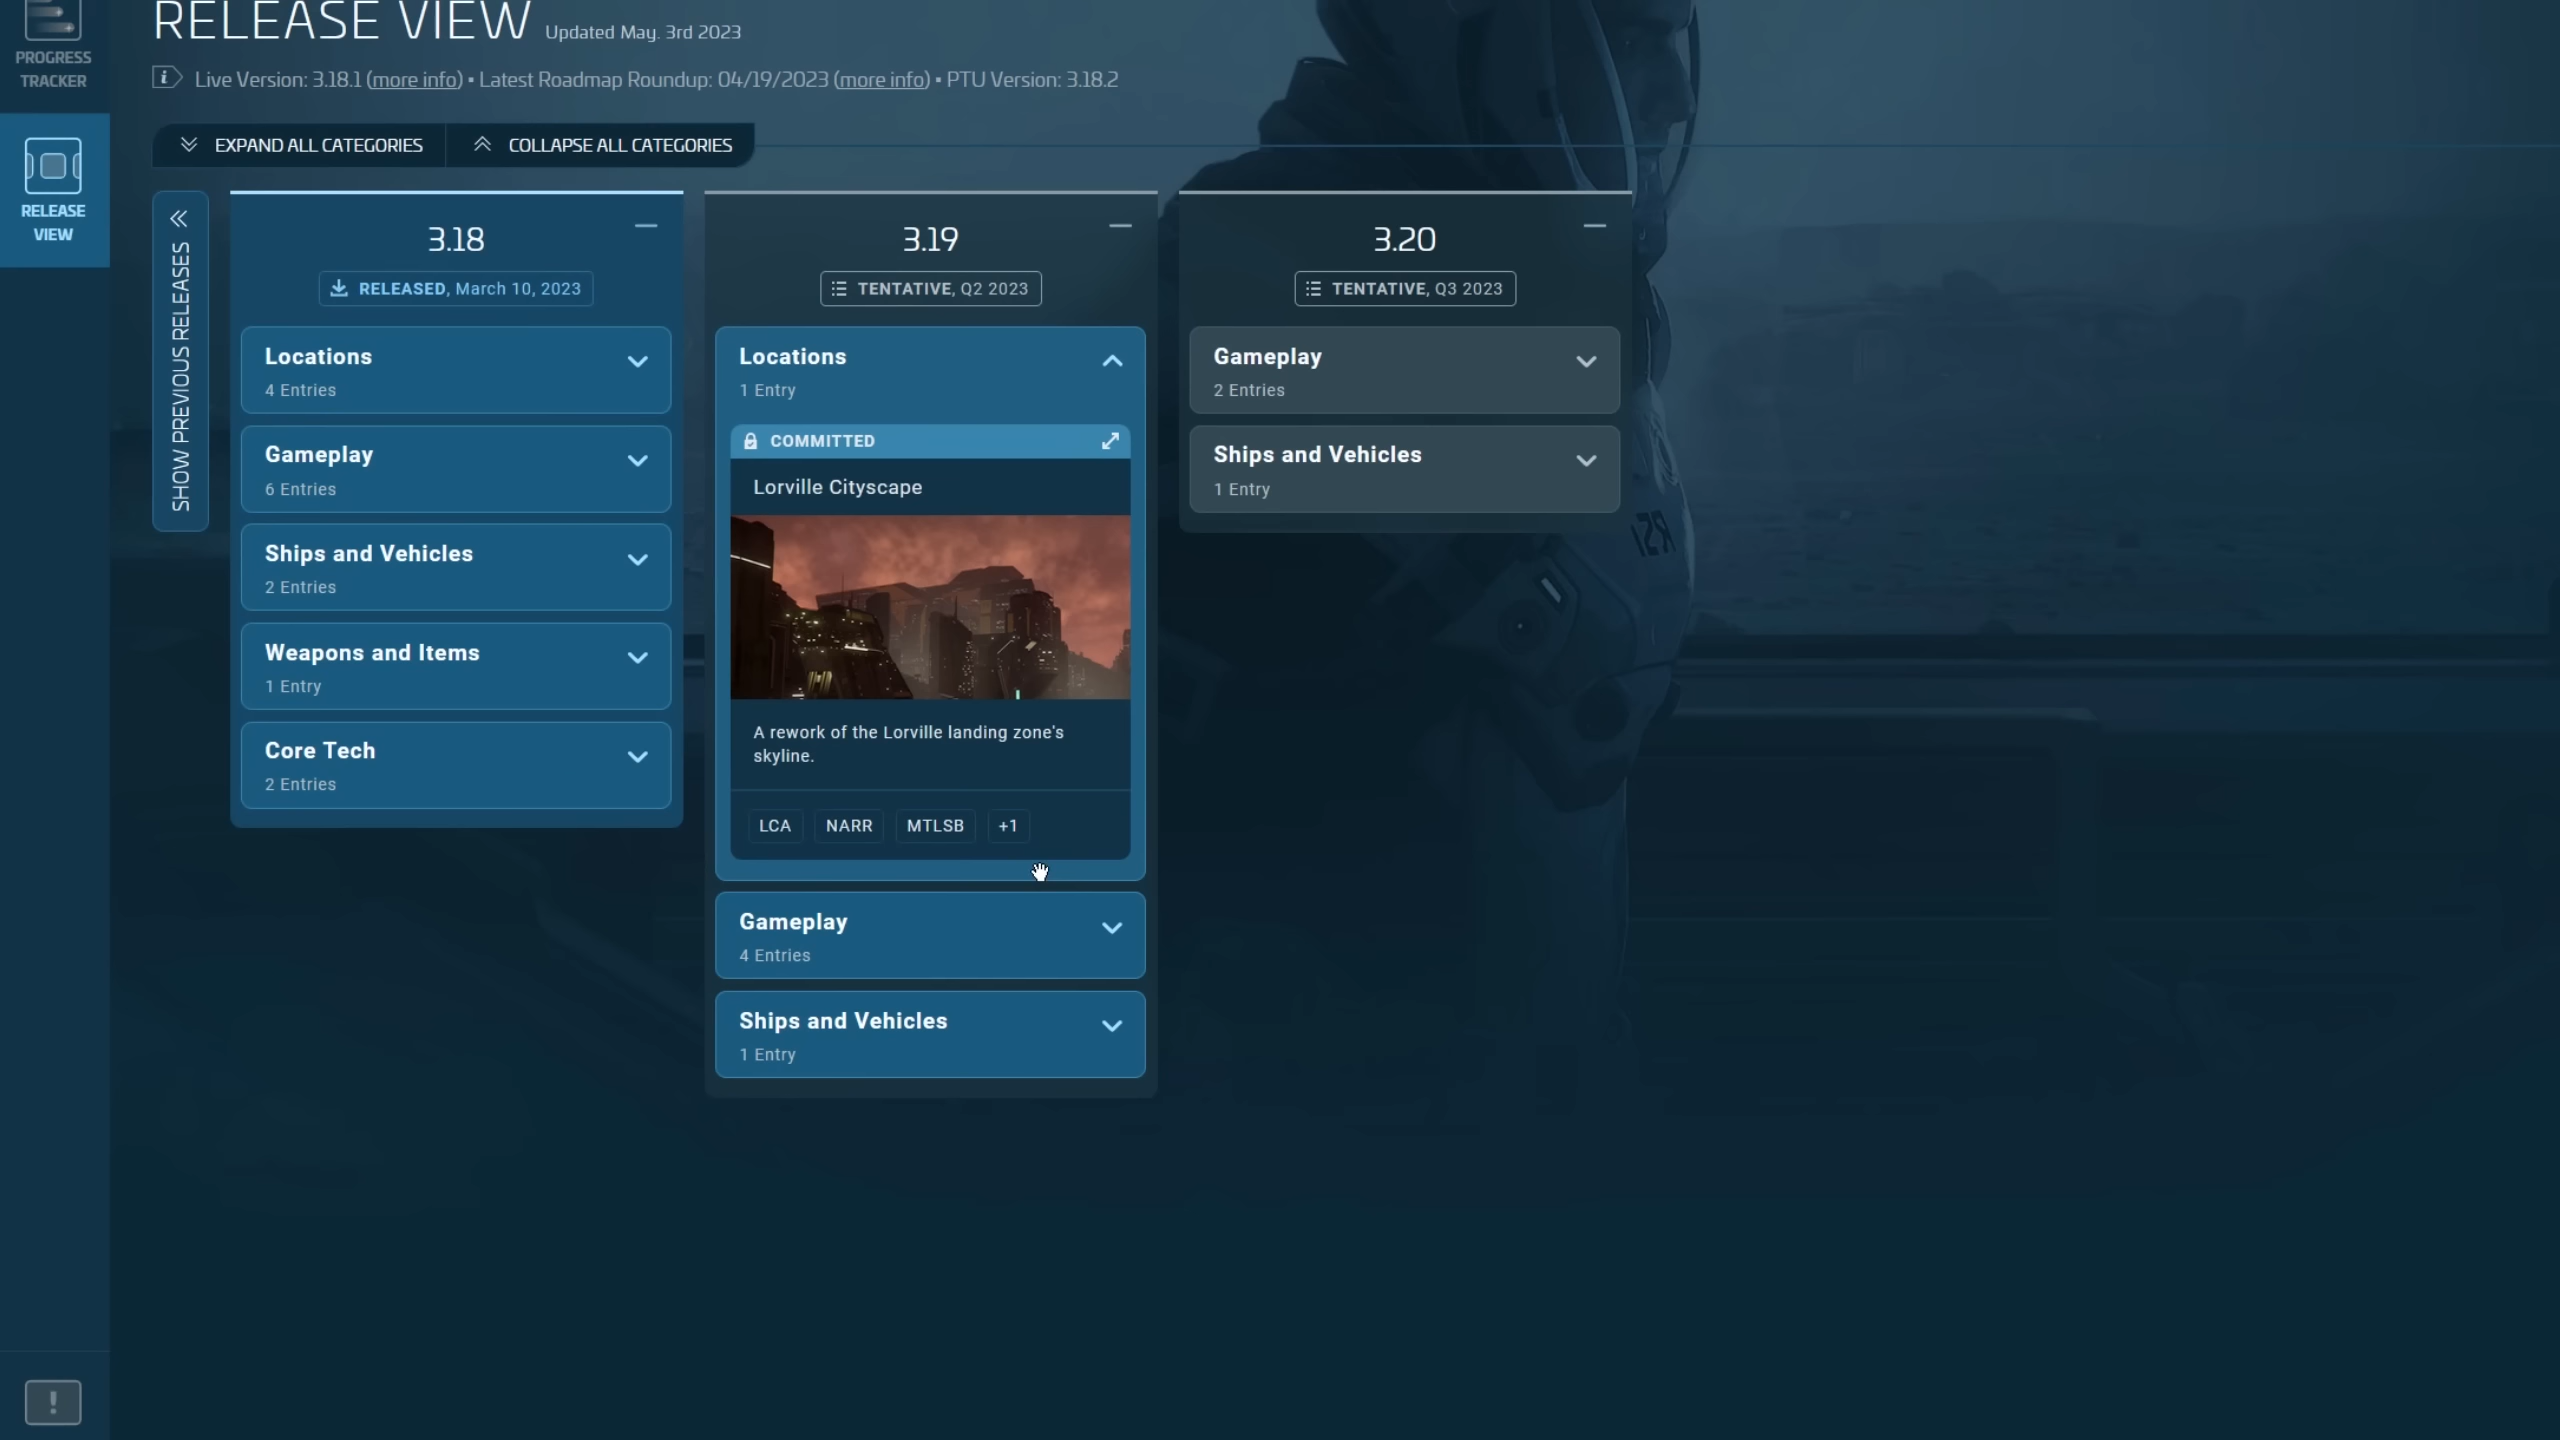 RELEASE VIEW Updated May. 3rd 2023
PROGRESS
TRACKER
Live Version: 3.18.1 (more info) • Latest Roadmap Roundup: 04/19/2023 (more info) • PTU Version: 3.18.2
EXPAND ALL CATEGORIES
COLLAPSE ALL CATEGORIES
RELEASE
VIEW
SHOW PREVIOUS RELEASES
3.18
RELEASED, March 10, 2023
Locations
4 Entries
Gameplay
6 Entries
Ships and Vehicles
2 Entries
Weapons and Items
1 Entry
Core Tech
2 Entries
3.19
TENTATIVE, Q2 2023
Locations
1 Entry
COMMITTED
Lorville Cityscape
A rework of the Lorville landing zone's
skyline.
LCA NARR MTLSB +1
Gameplay
4 Entries
Ships and Vehicles
1 Entry
3.20
TENTATIVE, Q3 2023
Gameplay
2 Entries
Ships and Vehicles
1 Entry